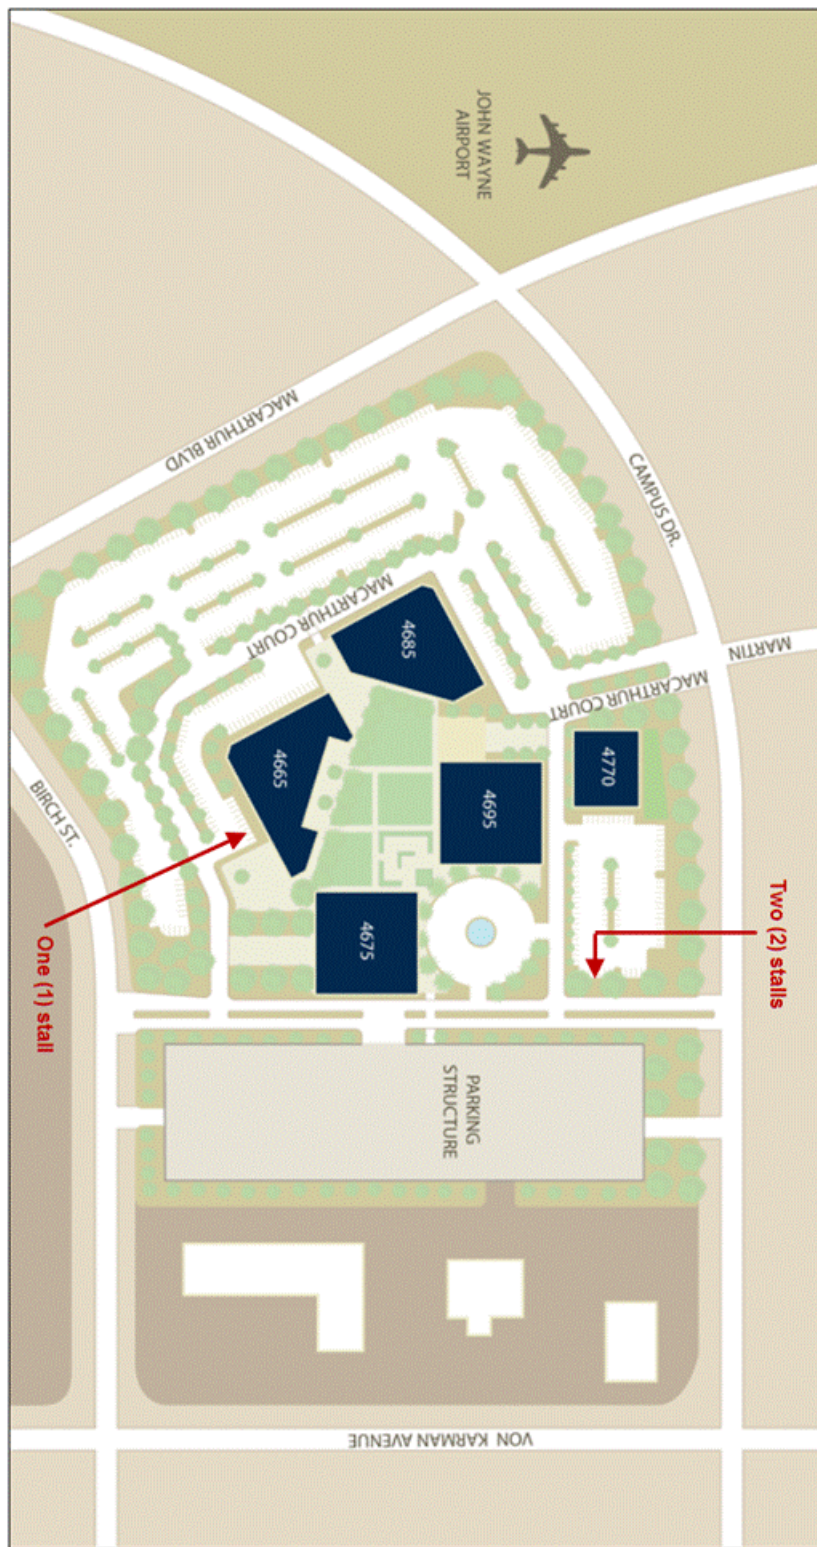 JOHN WAYNE
AIRPORT
MACARTHUR BLVD
CAMPUS DR.
MARTIN
MACARTHUR COURT
MACARTHUR COURT
4685
4770
4665
4695
4675
BIRCH ST.
Two (2) stalls
One (1) stall
PARKING
STRUCTURE
VON KARMAN AVENUE